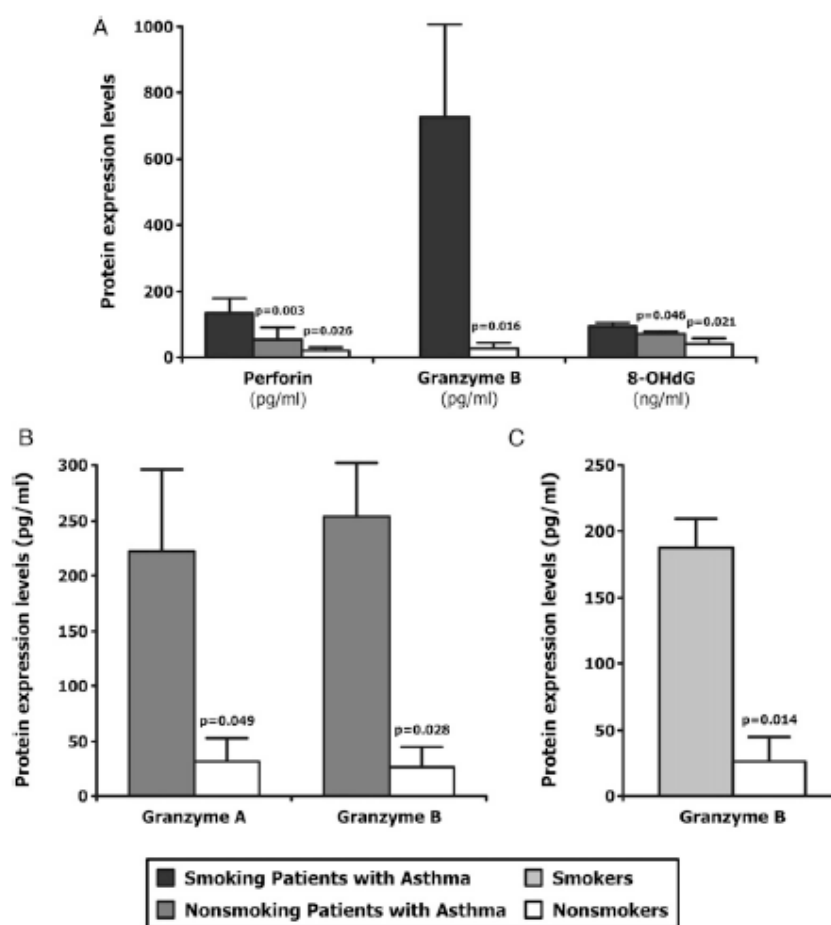 A
Protein expression levels
1000
800
600
400
200
0
p=0.003
p=0.026
p=0.016
p=0.046
p=0.021
Perforin
(pg/ml)
Granzyme B
(pg/ml)
8-OHdG
(ng/ml)
B
Protein expression levels (pg/ml)
300
250
200
150
100
50
0
p=0.049
p=0.028
Granzyme A
Granzyme B
C
Protein expression levels (pg/ml)
250
200
150
100
50
0
p=0.014
Granzyme B
Smoking Patients with Asthma
Smokers
Nonsmoking Patients with Asthma
Nonsmokers